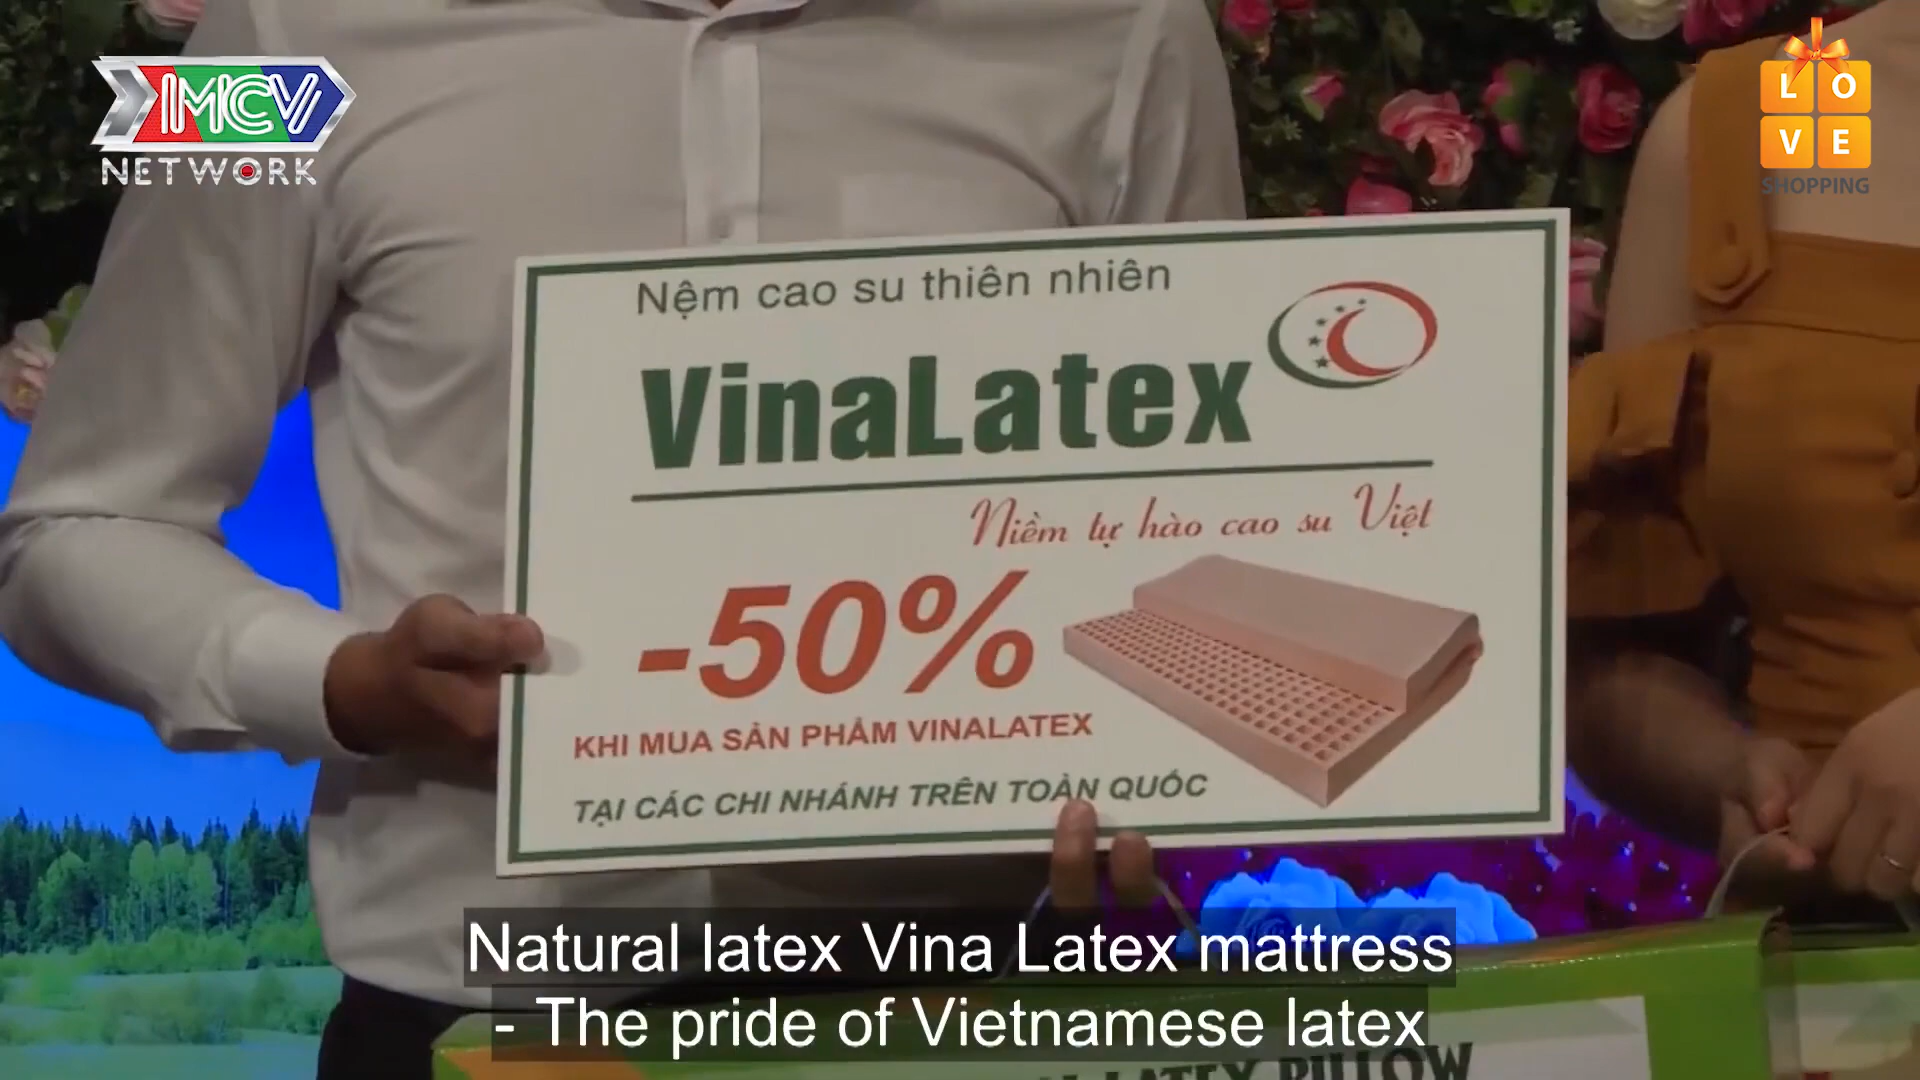 MCV
NETWORK
L O
V E
SHOPPING
Nệm cao su thiên nhiên
VinaLatex
Niềm tự hào cao su Việt
-50%
KHI MUA SẢN PHẨM VINALATEX
TẠI CÁC CHI NHÁNH TRÊN TOÀN QUỐC
Natural latex Vina Latex mattress
- The pride of Vietnamese latex
LATEX PILLOW